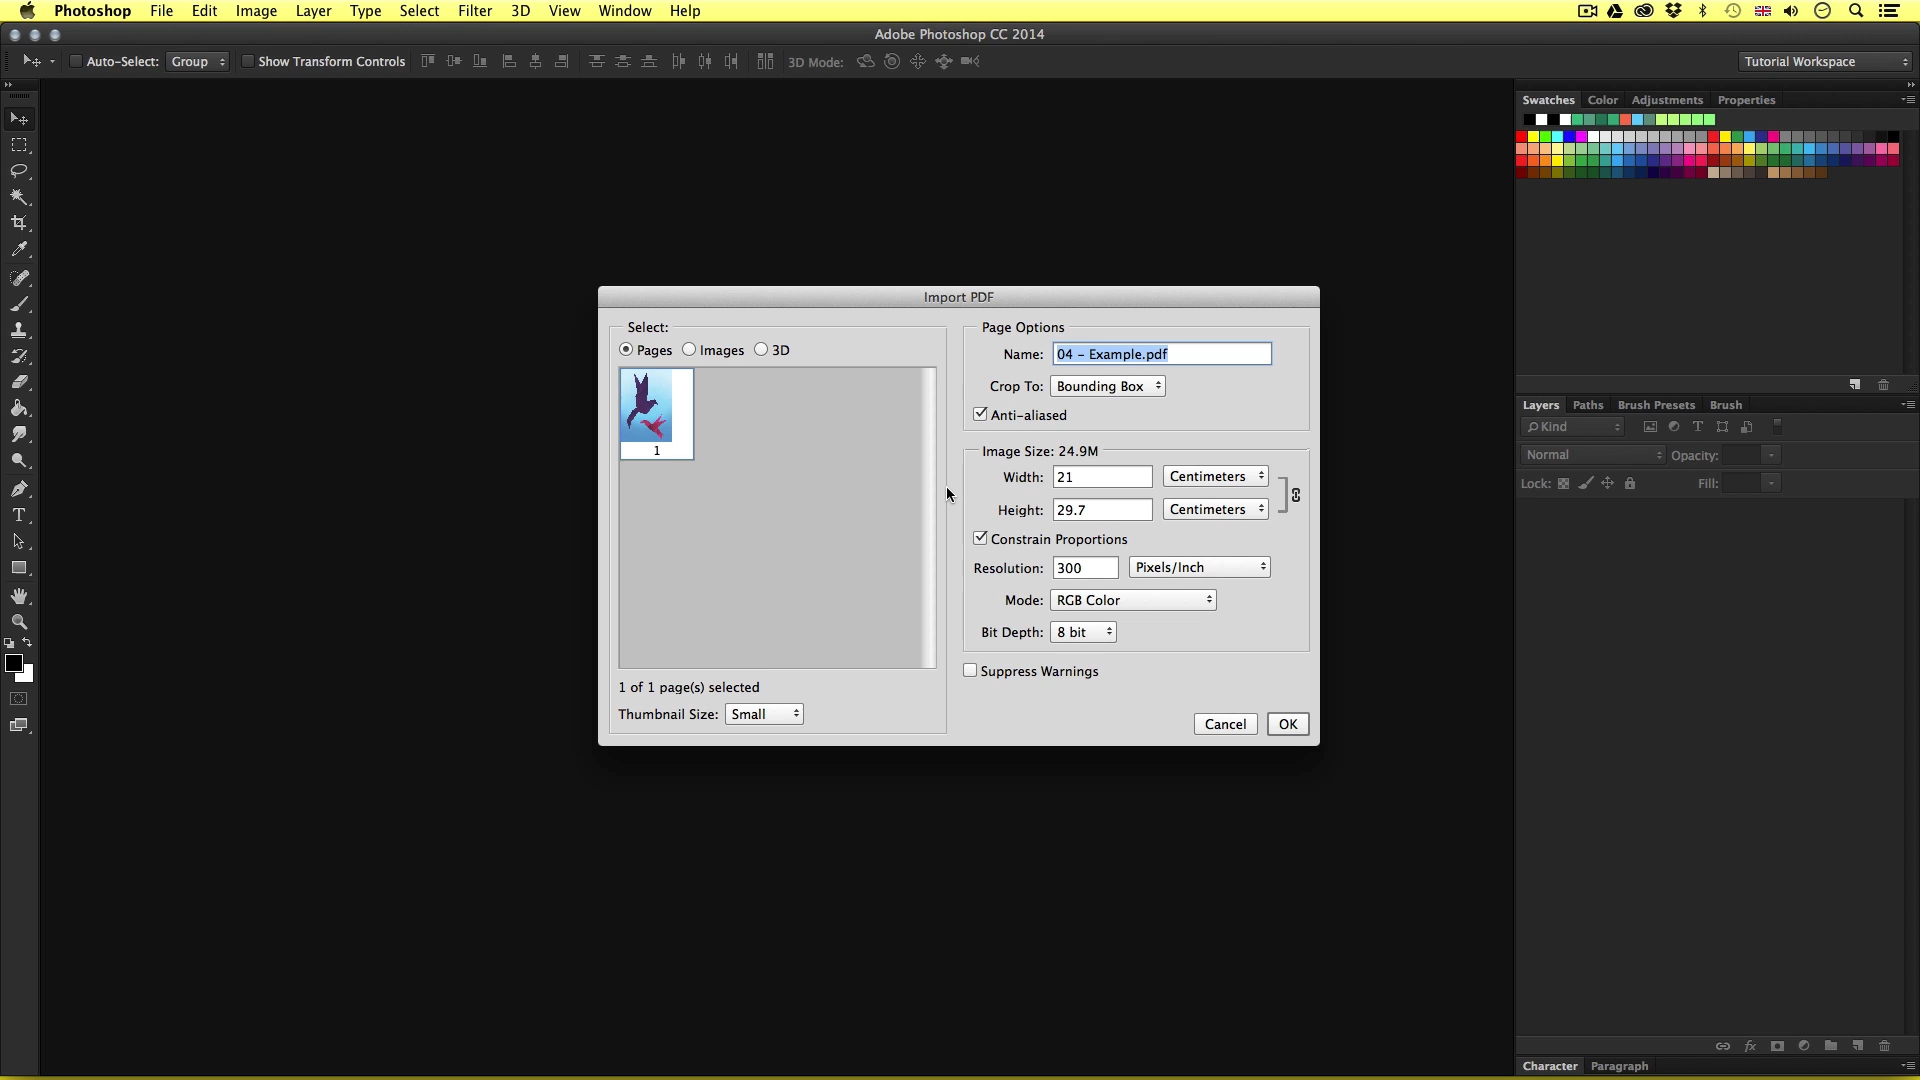 Photoshop File Edit Image Layer Type Select Filter 3D View Window Help
Adobe Photoshop CC 2014
Auto-Select: Group Show Transform Controls 3D Mode: Tutorial Workspace
Swatches Color Adjustments Properties
Import PDF
Select:
Pages Images 3D
1
1 of 1 page(s) selected
Thumbnail Size: Small
Page Options
Name: 04 – Example.pdf
Crop To: Bounding Box
Anti-aliased
Image Size: 24.9M
Width: 21 Centimeters
Height: 29.7 Centimeters
Constrain Proportions
Resolution: 300 Pixels/Inch
Mode: RGB Color
Bit Depth: 8 bit
Suppress Warnings
Cancel OK
Layers Paths Brush Presets Brush
Kind
Normal Opacity:
Lock: Fill:
fx
Character Paragraph